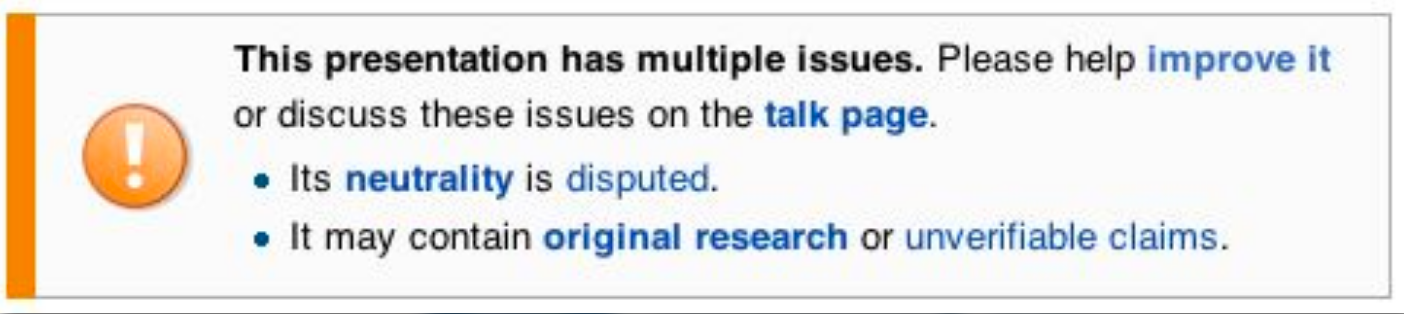 This presentation has multiple issues. Please help improve it
or discuss these issues on the talk page.
• Its neutrality is disputed.
• It may contain original research or unverifiable claims.